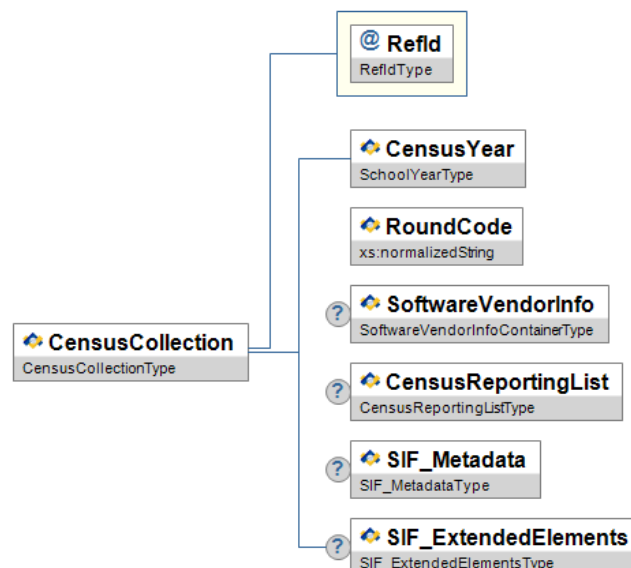 @ RefId
RefIdType
CensusYear
SchoolYearType
RoundCode
xs:normalizedString
? SoftwareVendorInfo
SoftwareVendorInfoContainerType
CensusCollection
CensusCollectionType
? CensusReportingList
CensusReportingListType
? SIF_Metadata
SIF_MetadataType
? SIF_ExtendedElements
SIF_ExtendedElementsType